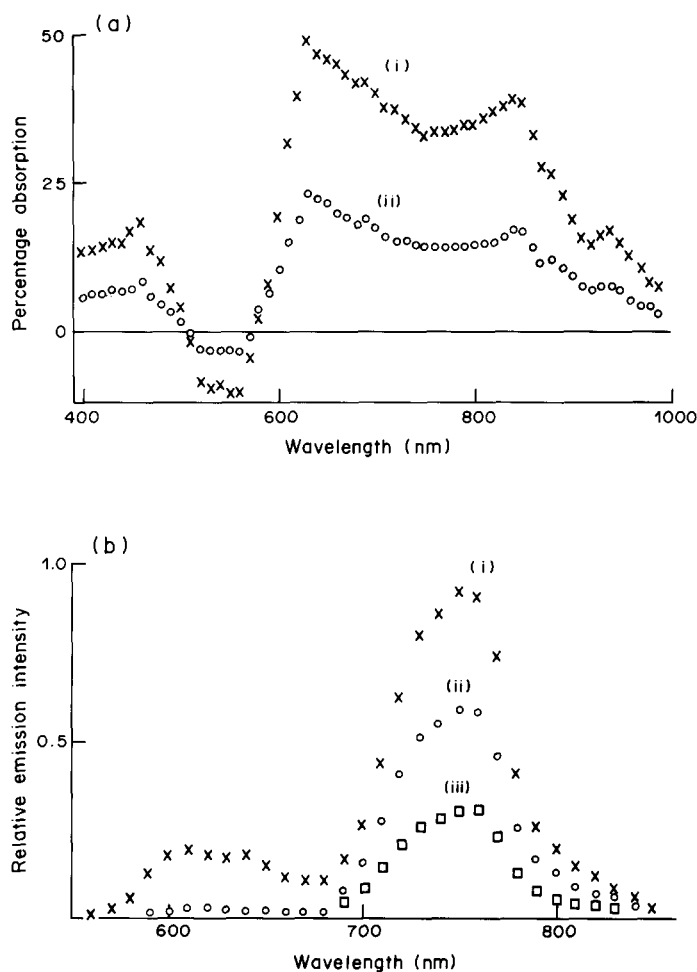 (a)
50
25
0
Percentage absorption
(i)
(ii)
400
600
800
1000
Wavelength (nm)
(b)
1.0
0.5
Relative emission intensity
(i)
(ii)
(iii)
600
700
800
Wavelength (nm)